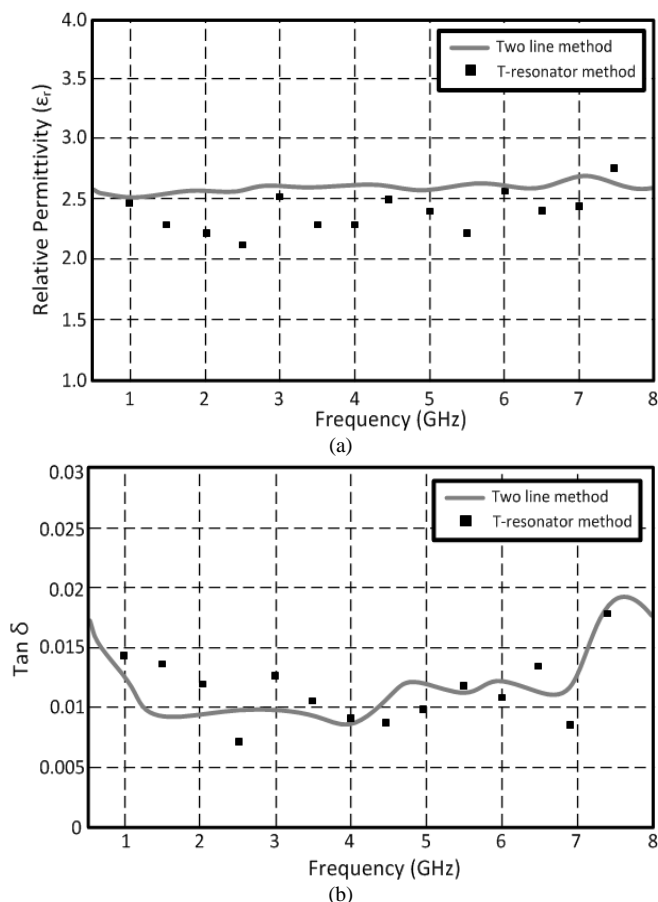 4.0
3.5
3.0
2.5
2.0
1.5
1.0
Relative Permittivity (εr)
Two line method
T-resonator method
1 2 3 4 5 6 7 8
Frequency (GHz)
(a)
0.03
0.025
0.02
0.015
0.01
0.005
0
Tan δ
Two line method
T-resonator method
1 2 3 4 5 6 7 8
Frequency (GHz)
(b)